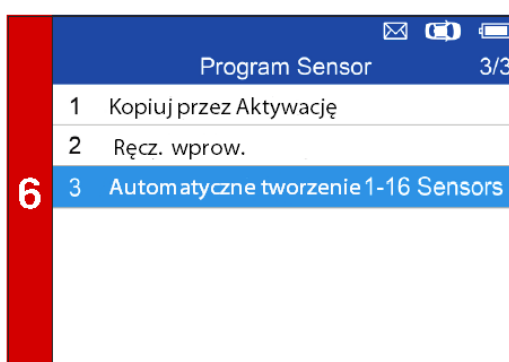 Program Sensor 3/3
1 Kopiuj przez Aktywację
2 Ręcz. wprow.
6
3 Automatyczne tworzenie 1-16 Sensors